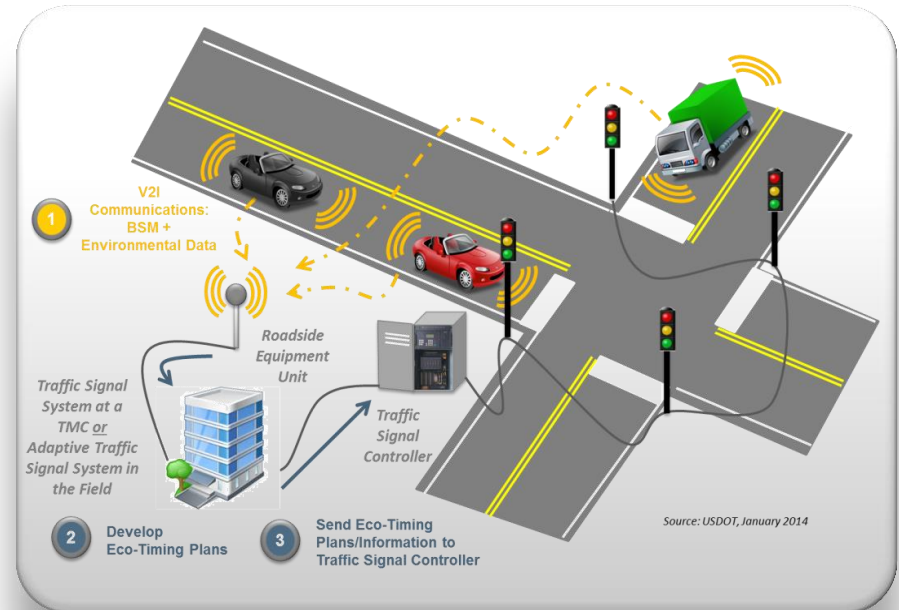 1
V2I
Communications:
BSM +
Environmental Data
Roadside
Equipment
Unit
Traffic Signal
System at a
TMC or
Adaptive Traffic
Signal System in
the Field
Traffic
Signal
Controller
2
Develop
Eco-Timing Plans
3
Send Eco-Timing
Plans/Information to
Traffic Signal Controller
Source: USDOT, January 2014